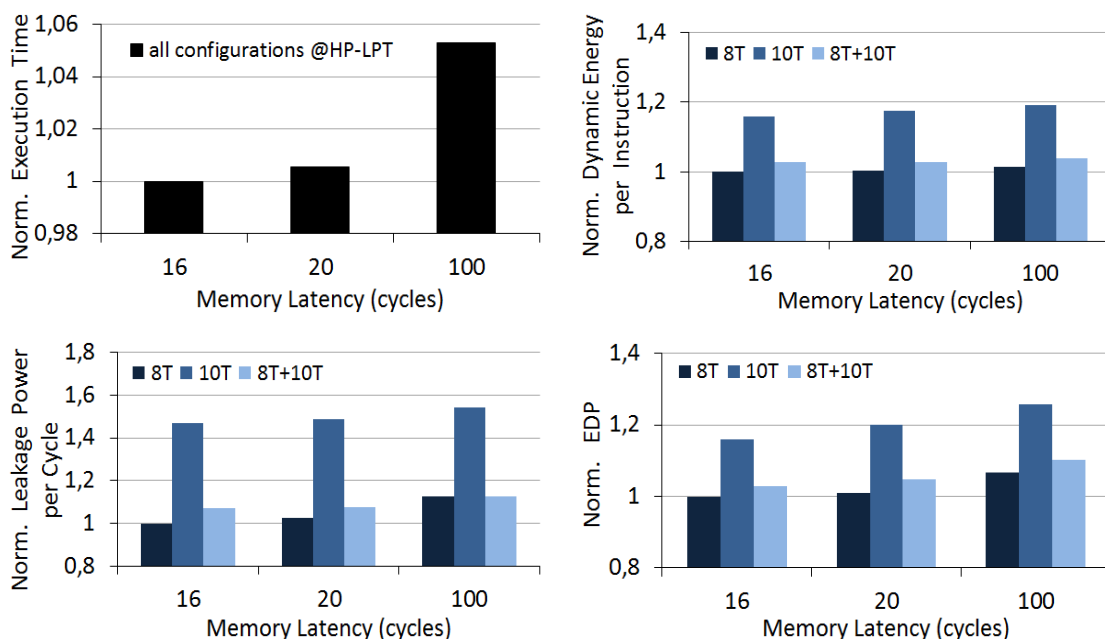 Norm. Execution Time
1,06
1,04
1,02
1
0,98
all configurations @HP-LPT
16 20 100
Memory Latency (cycles)
Norm. Dynamic Energy
per Instruction
1,4
1,2
1
0,8
8T 10T 8T+10T
16 20 100
Memory Latency (cycles)
Norm. Leakage Power
per Cycle
1,8
1,6
1,4
1,2
1
0,8
8T 10T 8T+10T
16 20 100
Memory Latency (cycles)
Norm. EDP
1,4
1,2
1
0,8
8T 10T 8T+10T
16 20 100
Memory Latency (cycles)